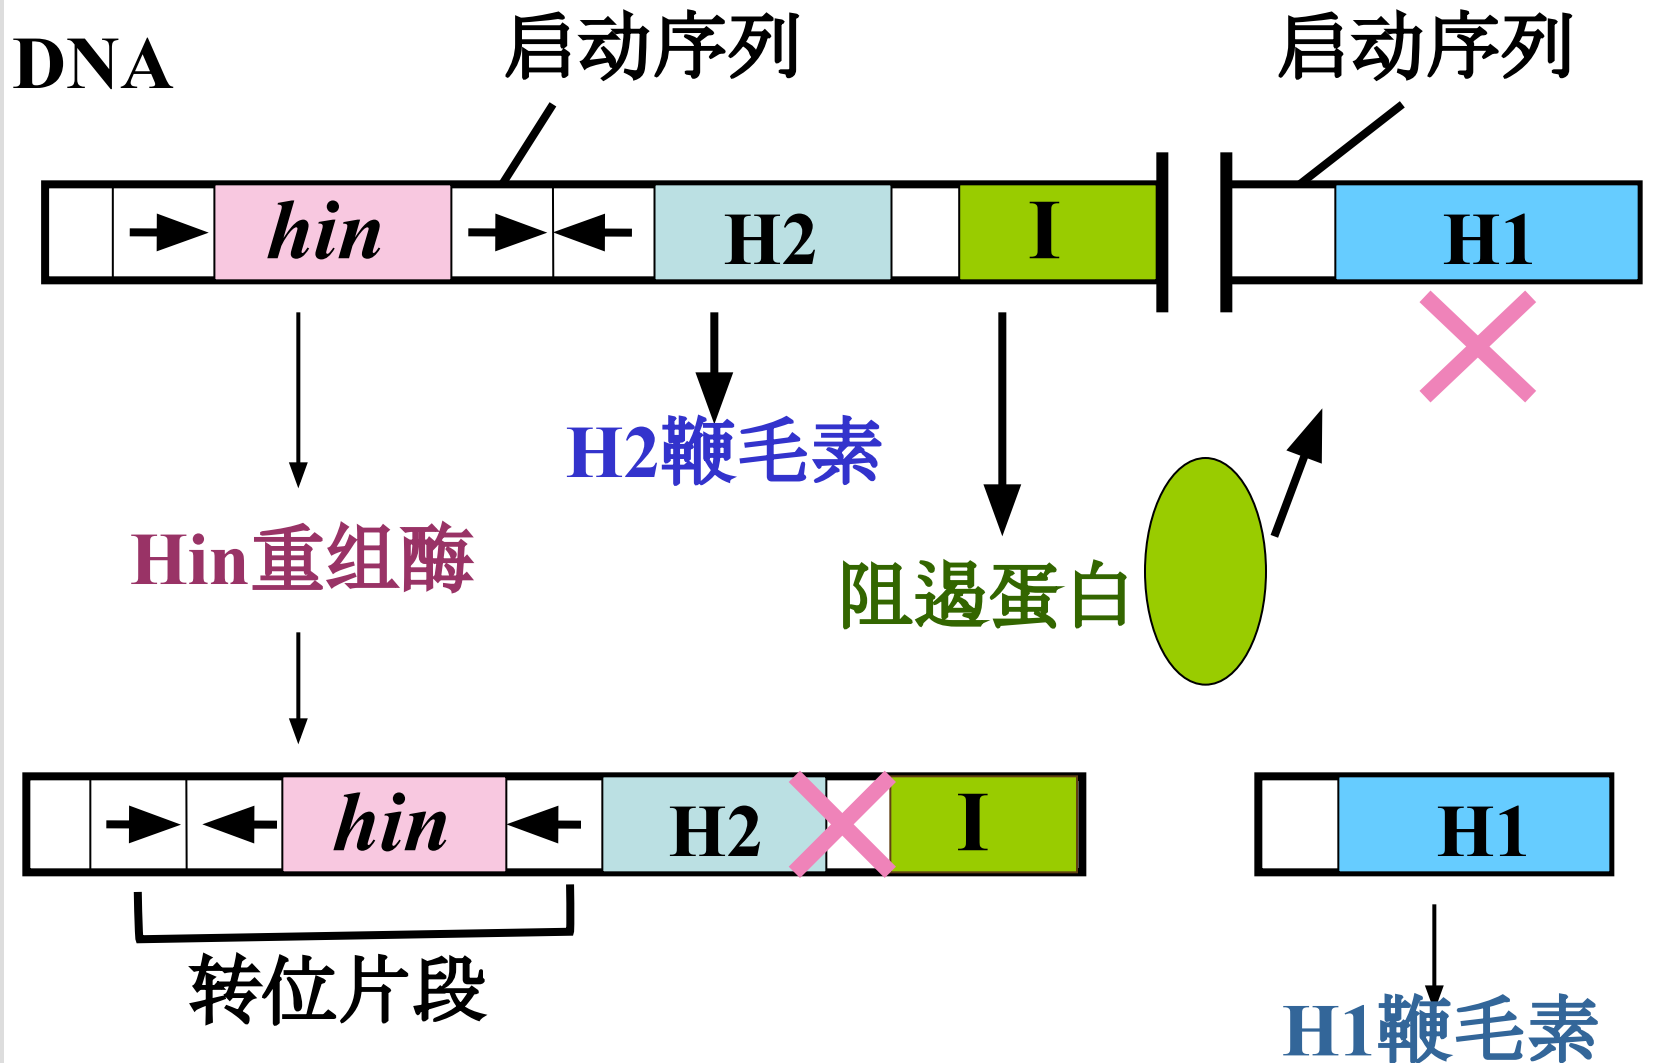 DNA
启动序列
启动序列
hin
H2
I
H1
H2鞭毛素
Hin重组酶
阻遏蛋白
hin
H2
I
H1
转位片段
H1鞭毛素